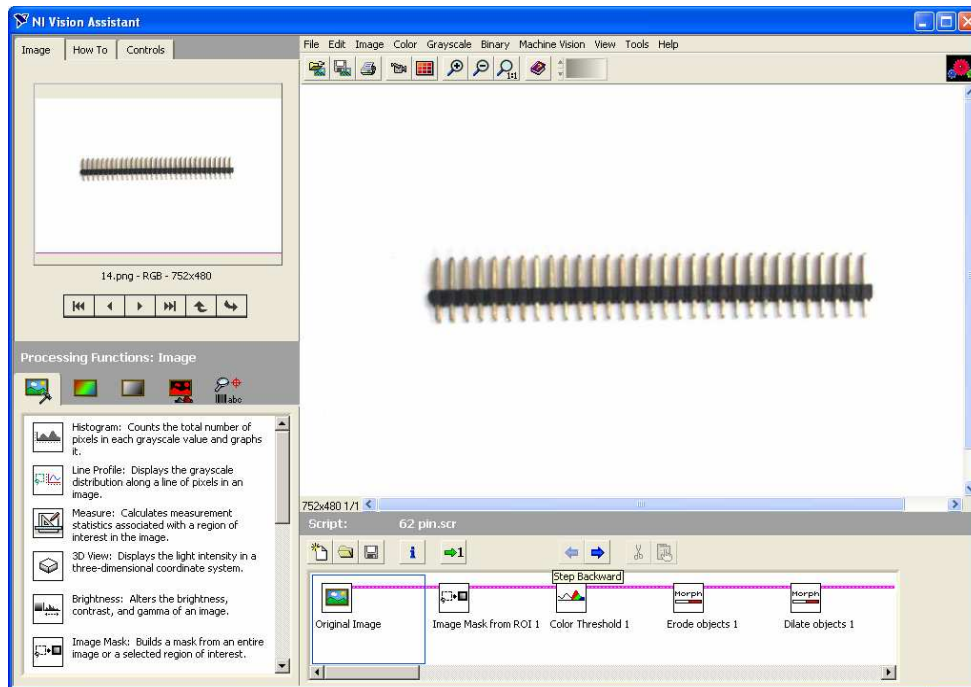 NI Vision Assistant
Image
How To
Controls
14.png - RGB - 752x480
Processing Functions: Image
abc
Histogram: Counts the total number of
pixels in each grayscale value and graphs
it.
Line Profile: Displays the grayscale
distribution along a line of pixels in an
image.
Measure: Calculates measurement
statistics associated with a region of
interest in the image.
3D View: Displays the light intensity in a
three-dimensional coordinate system.
Brightness: Alters the brightness,
contrast, and gamma of an image.
Image Mask: Builds a mask from an entire
image or a selected region of interest.
File Edit Image Color Grayscale Binary Machine Vision View Tools Help
1:1
752x480 1/1
Script: 62 pin.scr
i
1
Step Backward
Morph
Morph
Original Image
Image Mask from ROI 1
Color Threshold 1
Erode objects 1
Dilate objects 1